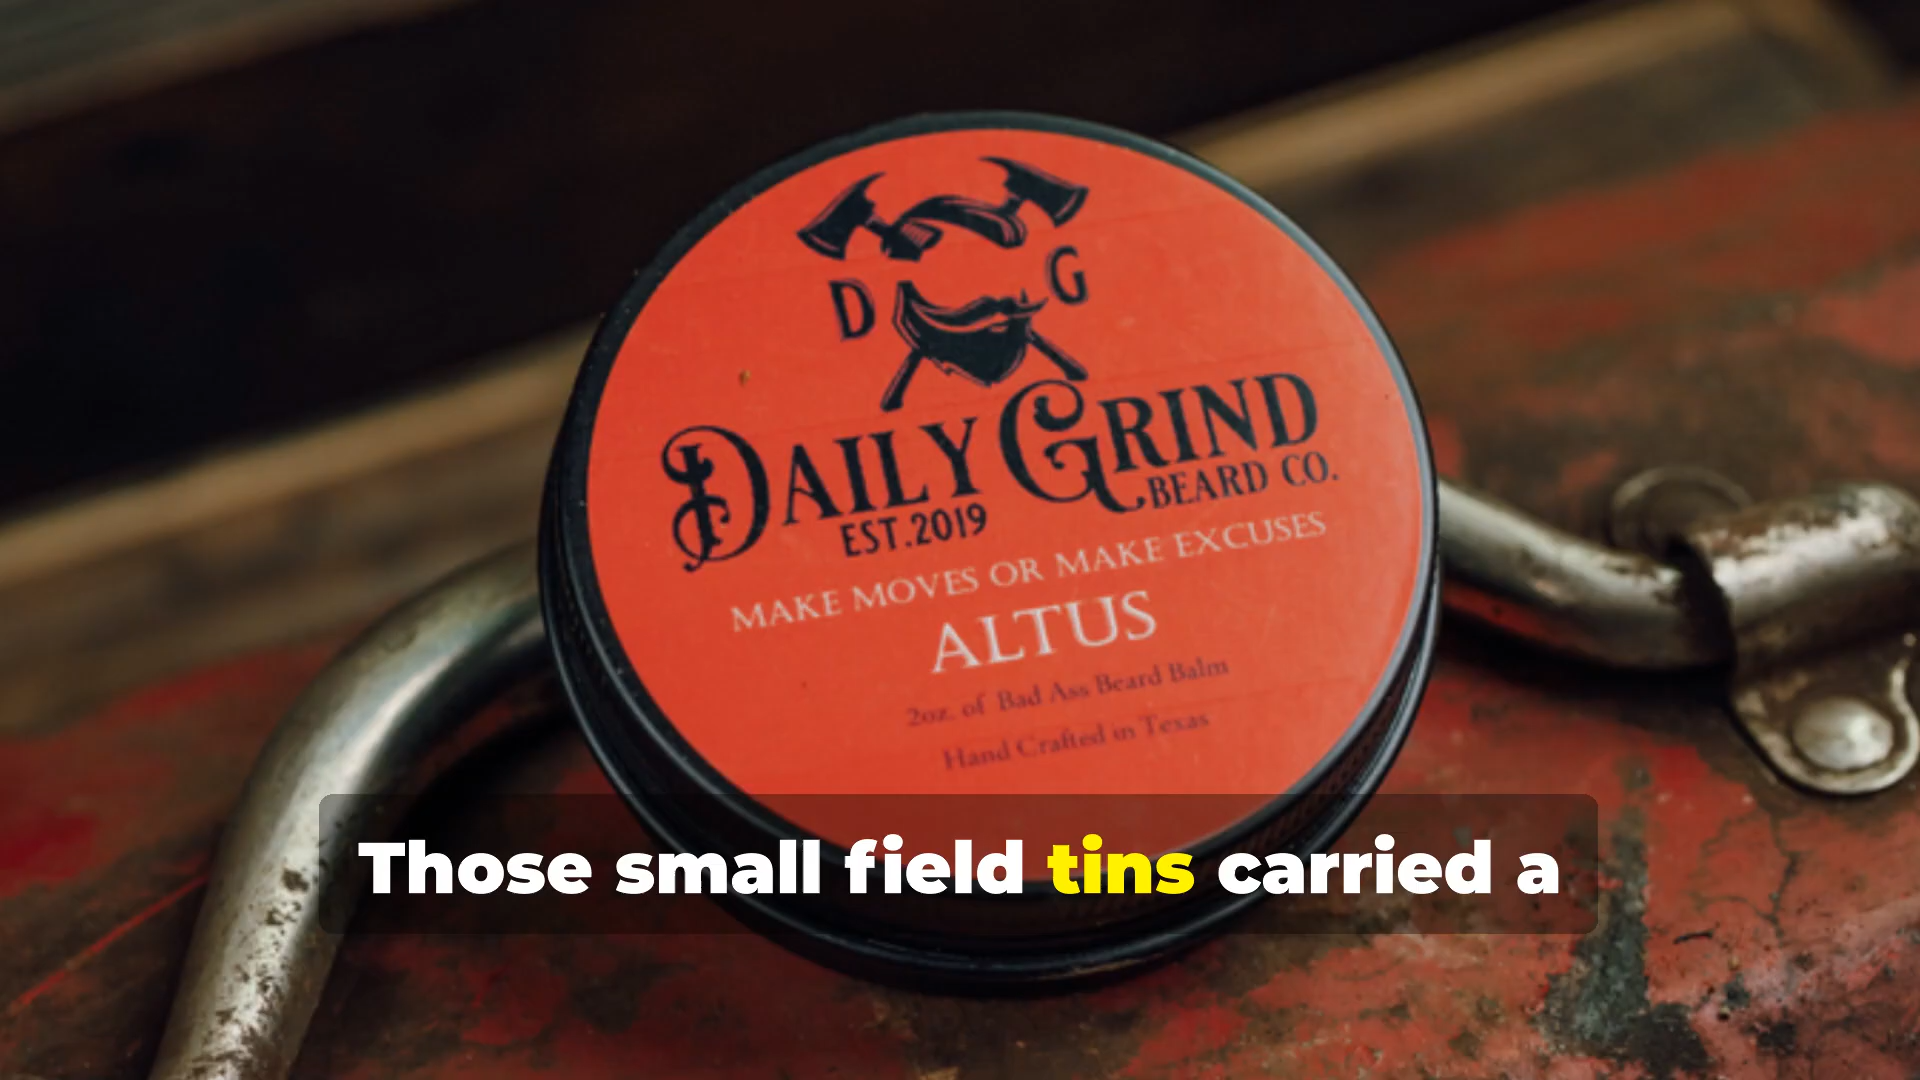 D G
DAILY GRIND
BEARD CO.
EST.2019
MAKE MOVES OR MAKE EXCUSES
ALTUS
2oz. of Bad Ass Beard Balm
Hand Crafted in Texas
Those small field tins carried a